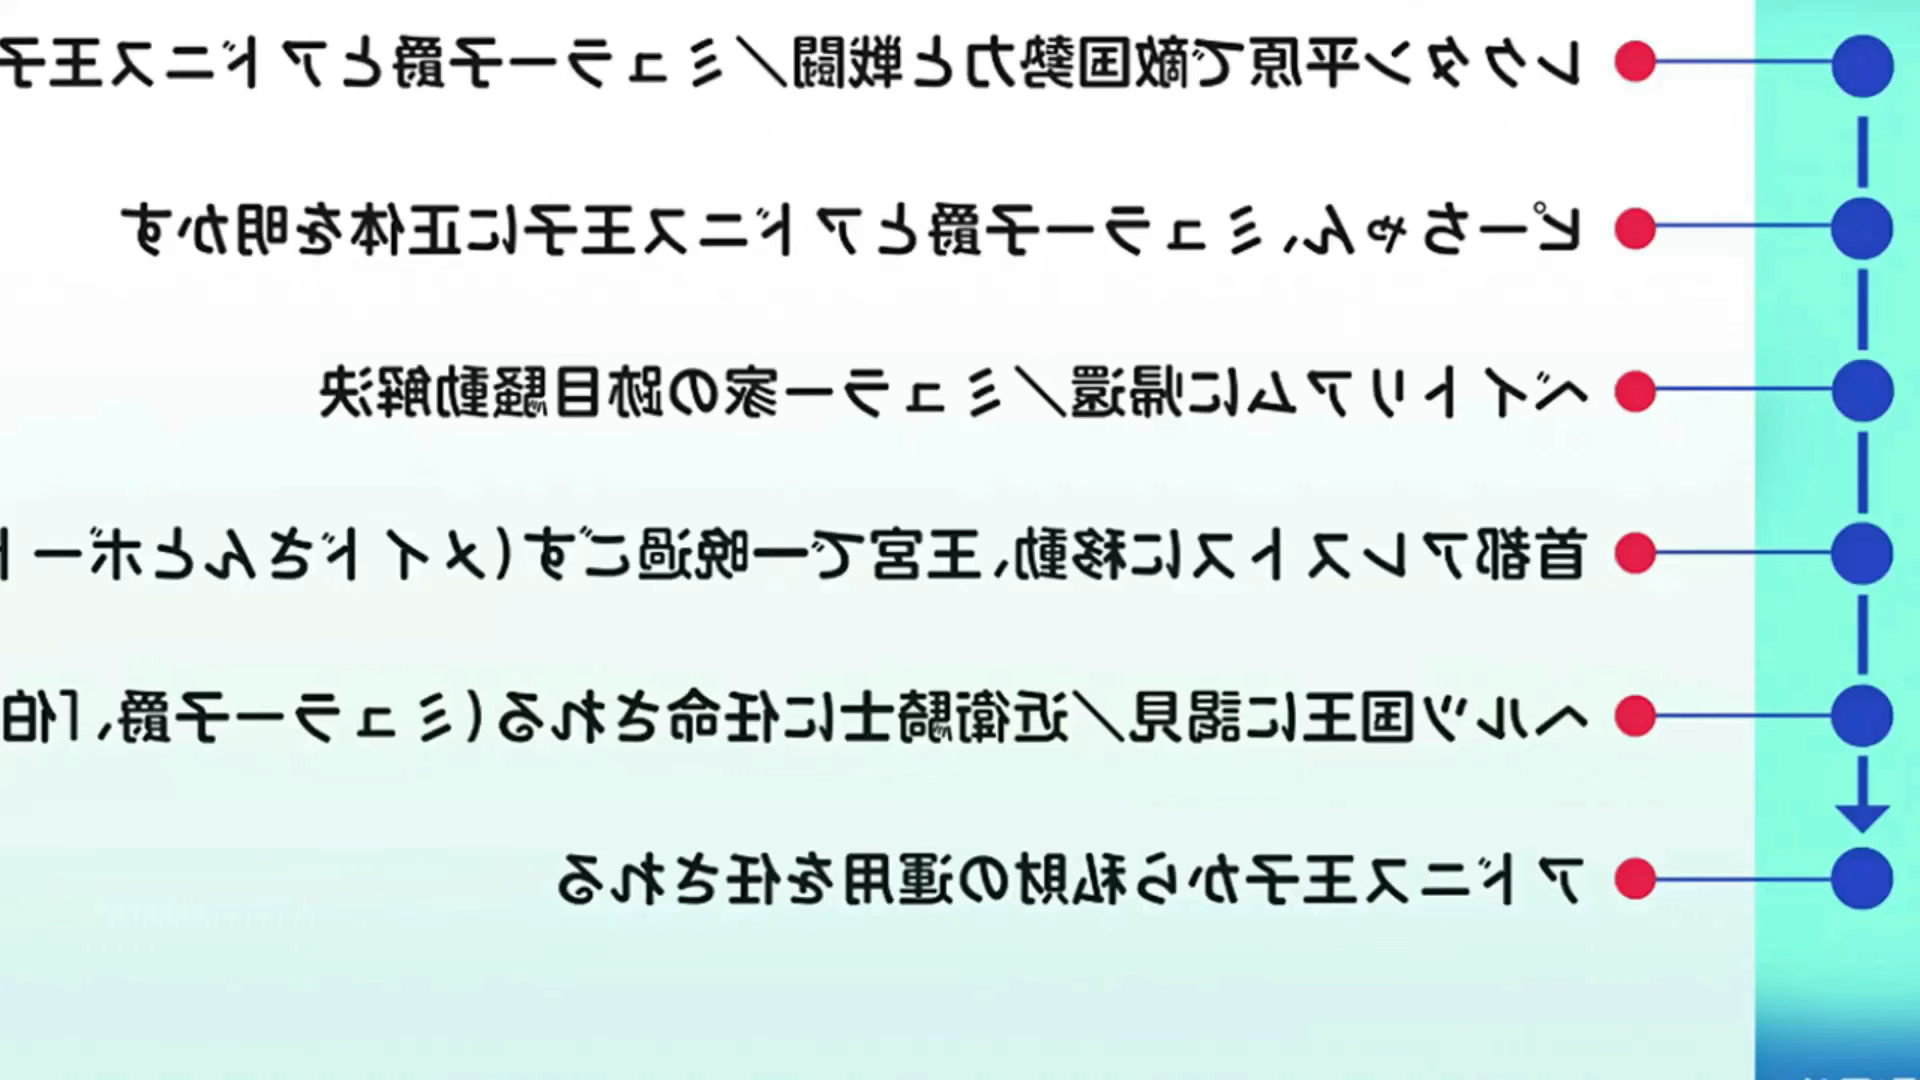 レクタン平原で敵国勢力と戦闘／ミュラー子爵とアドニス王子
ピーちゃん、ミュラー子爵とアドニス王子に正体を明かす
ベイトリアムに帰還／ミュラー家の跡目騒動解決
首都アレストスに移動、王宮で一晩過ごす(メイドさんとボート
ヘルツ国王に謁見／近衛騎士に任命される(ミュラー子爵、「伯
アドニス王子から私財の運用を任される